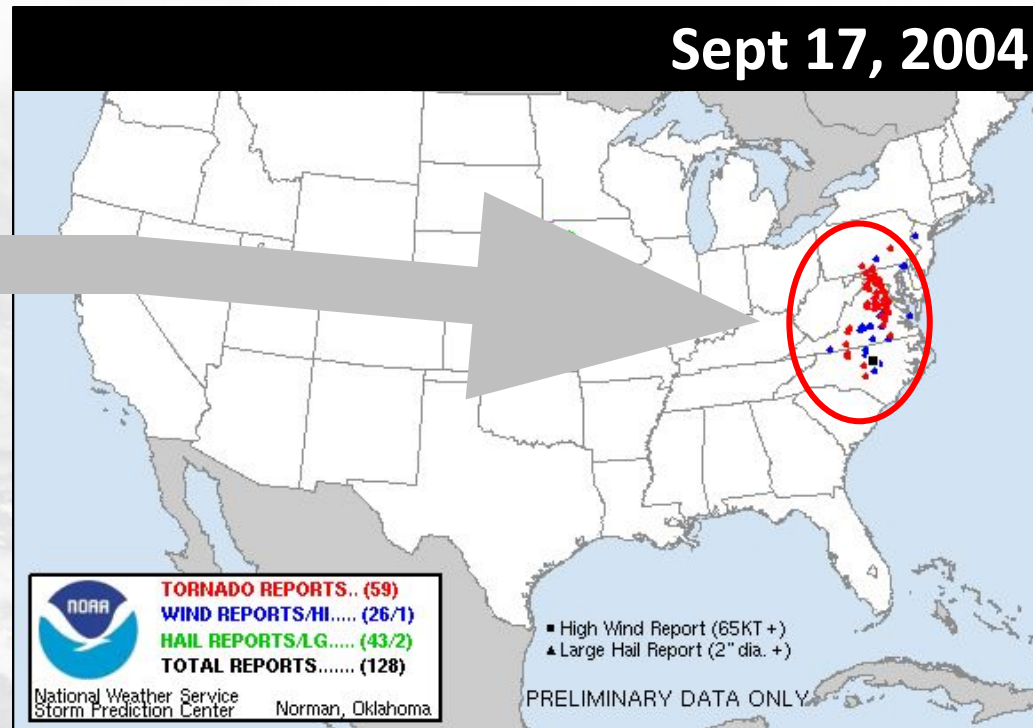 Sept 17, 2004
NOAA
TORNADO REPORTS.. (59)
WIND REPORTS/HI..... (26/1)
HAIL REPORTS/LG..... (43/2)
TOTAL REPORTS....... (128)
National Weather Service
Storm Prediction Center Norman, Oklahoma
■ High Wind Report (65KT +)
▲ Large Hail Report (2" dia. +)
PRELIMINARY DATA ONLY